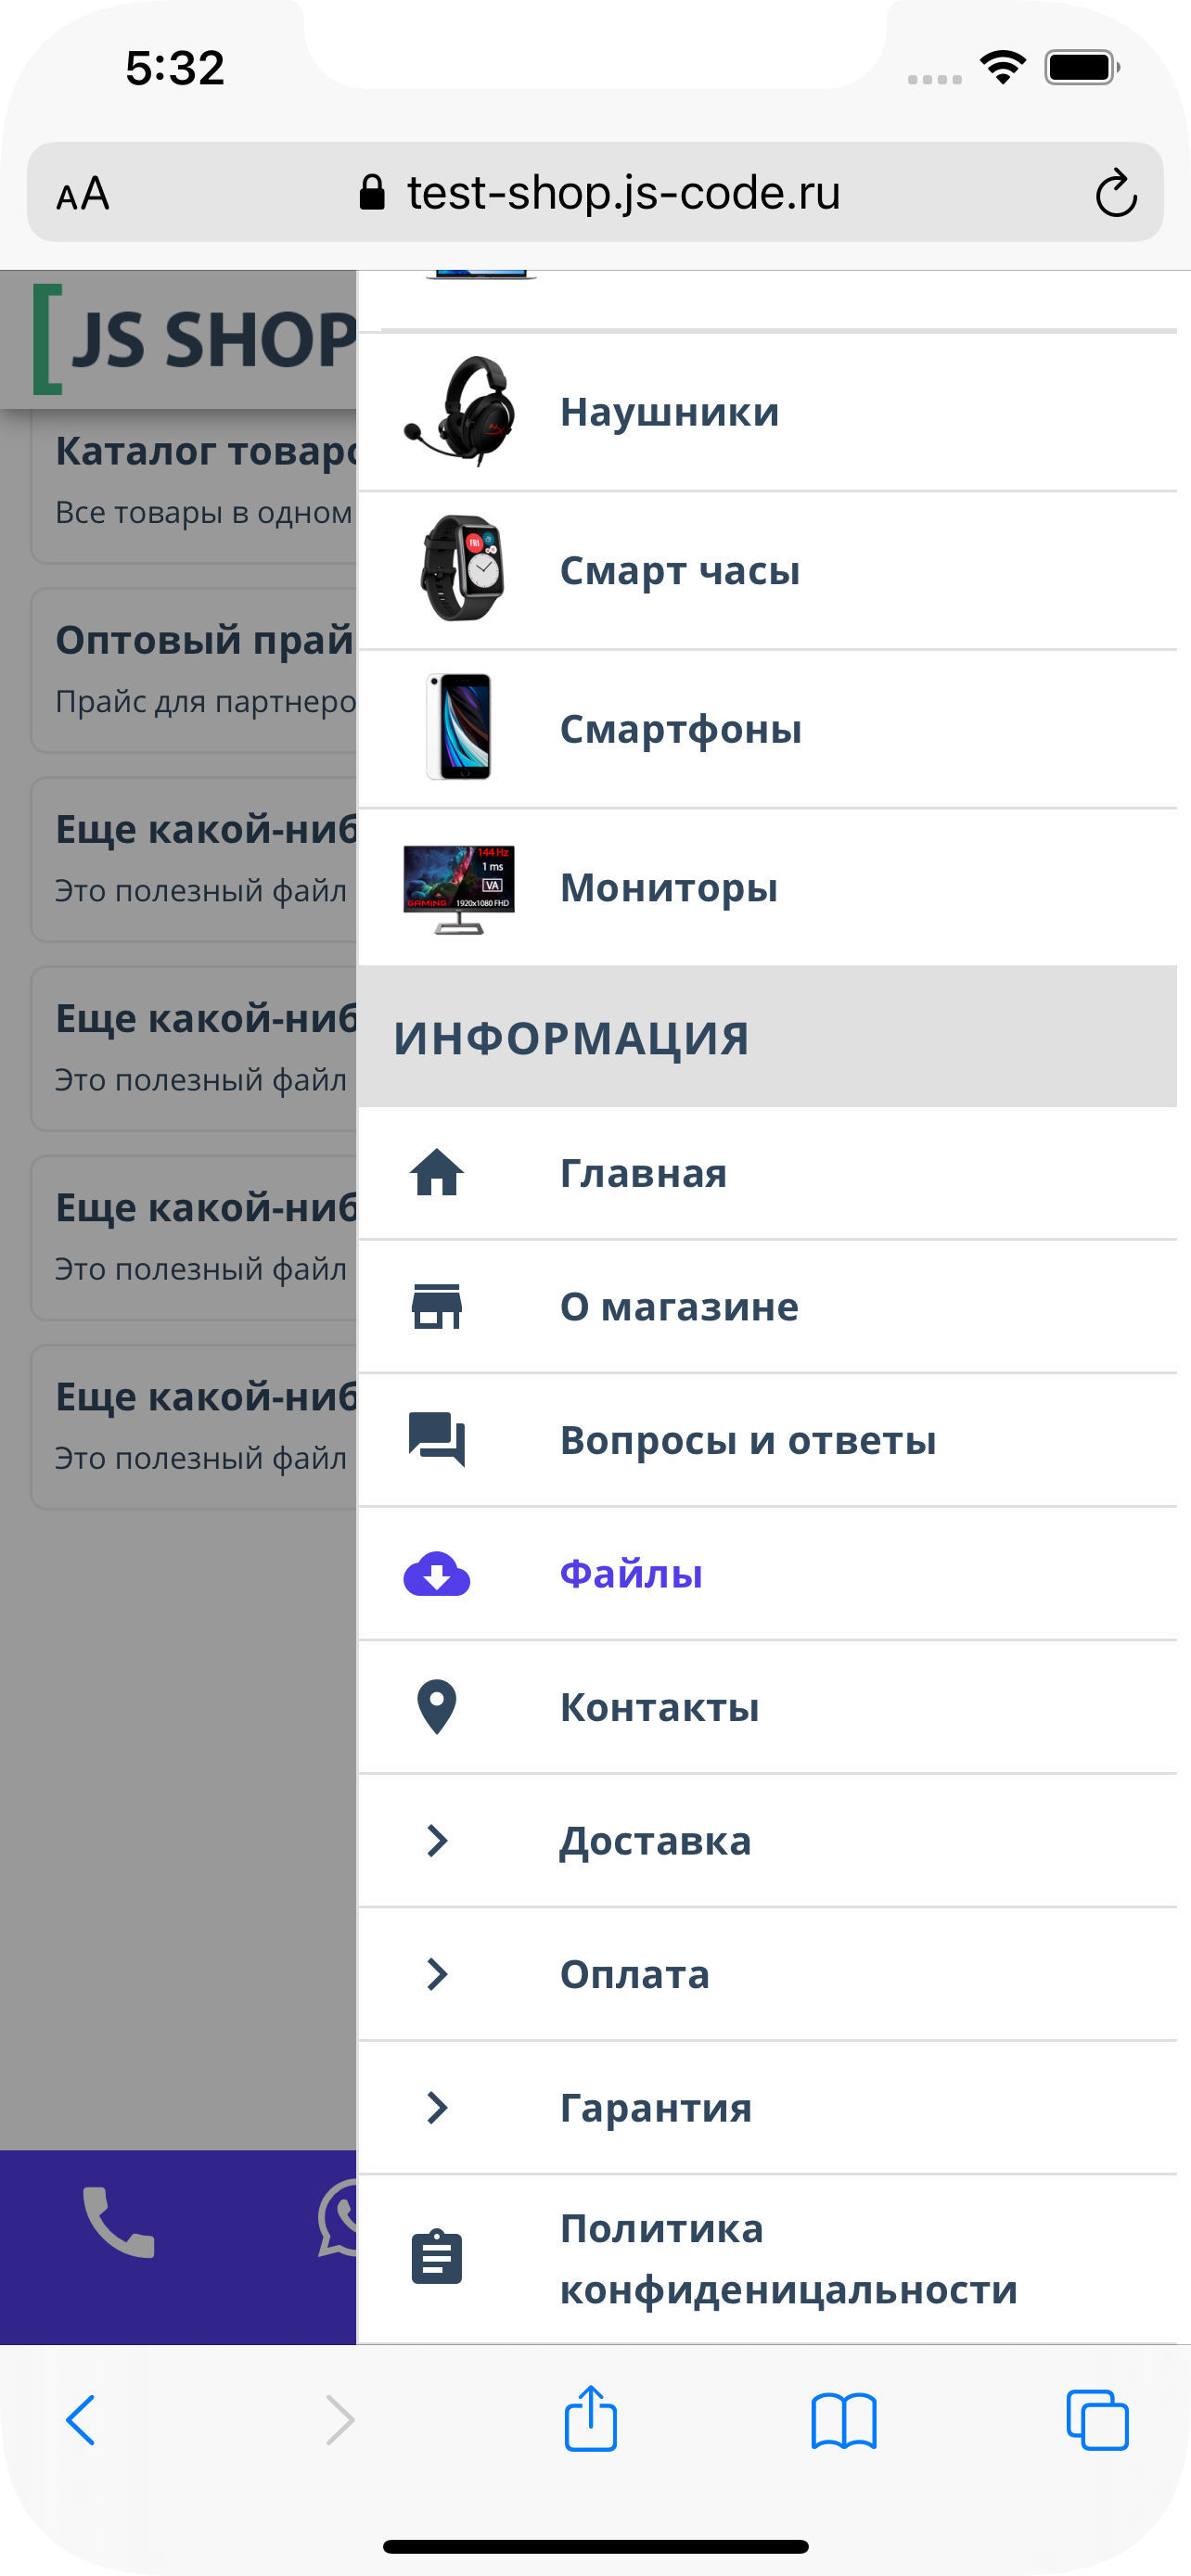 5:32
AA
test-shop.js-code.ru
[JS SHOP
Каталог товаро
Все товары в одном
Оптовый прай
Прайс для партнеро
Еще какой-ниб
Это полезный файл
Еще какой-ниб
Это полезный файл
Еще какой-ниб
Это полезный файл
Еще какой-ниб
Это полезный файл
Наушники
FRI
Смарт часы
Смартфоны
144 Hz
1 ms
VA
GAMING 1920x1080 FHD
Мониторы
ИНФОРМАЦИЯ
Главная
О магазине
Вопросы и ответы
Файлы
Контакты
Доставка
Оплата
Гарантия
Политика
конфиденицальности